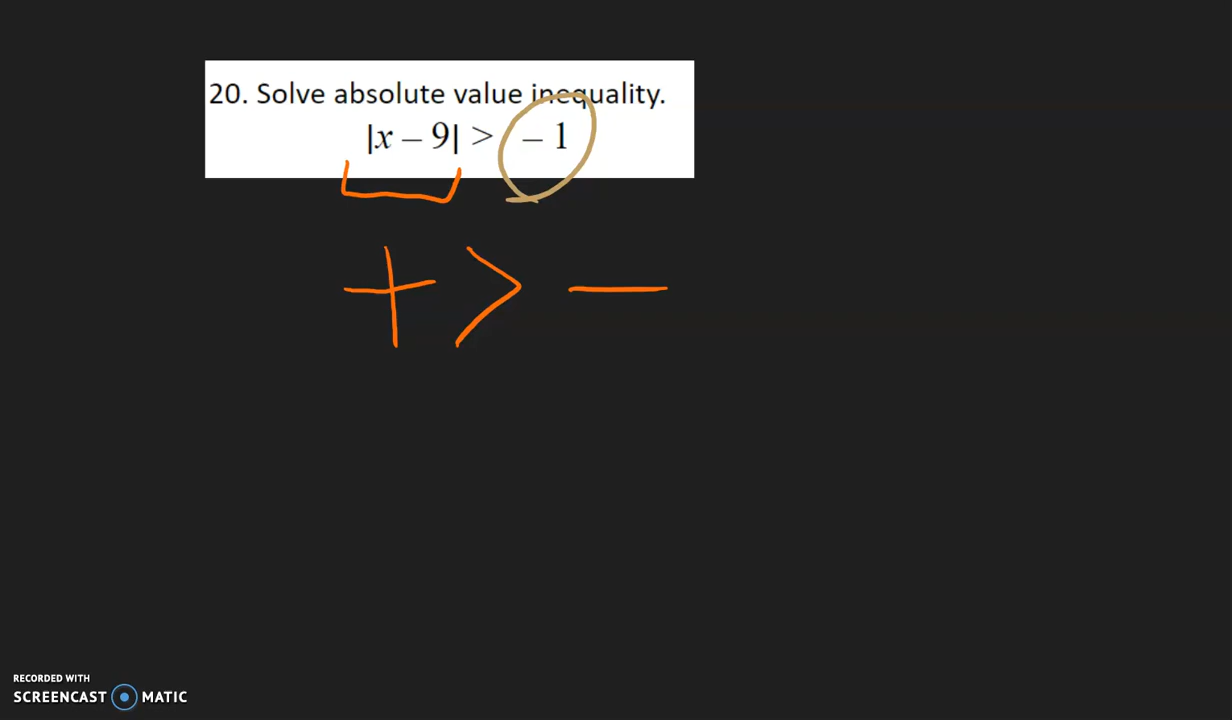 20. Solve absolute value inequality.
|x – 9| > – 1
+ > –
RECORDED WITH
SCREENCAST MATIC